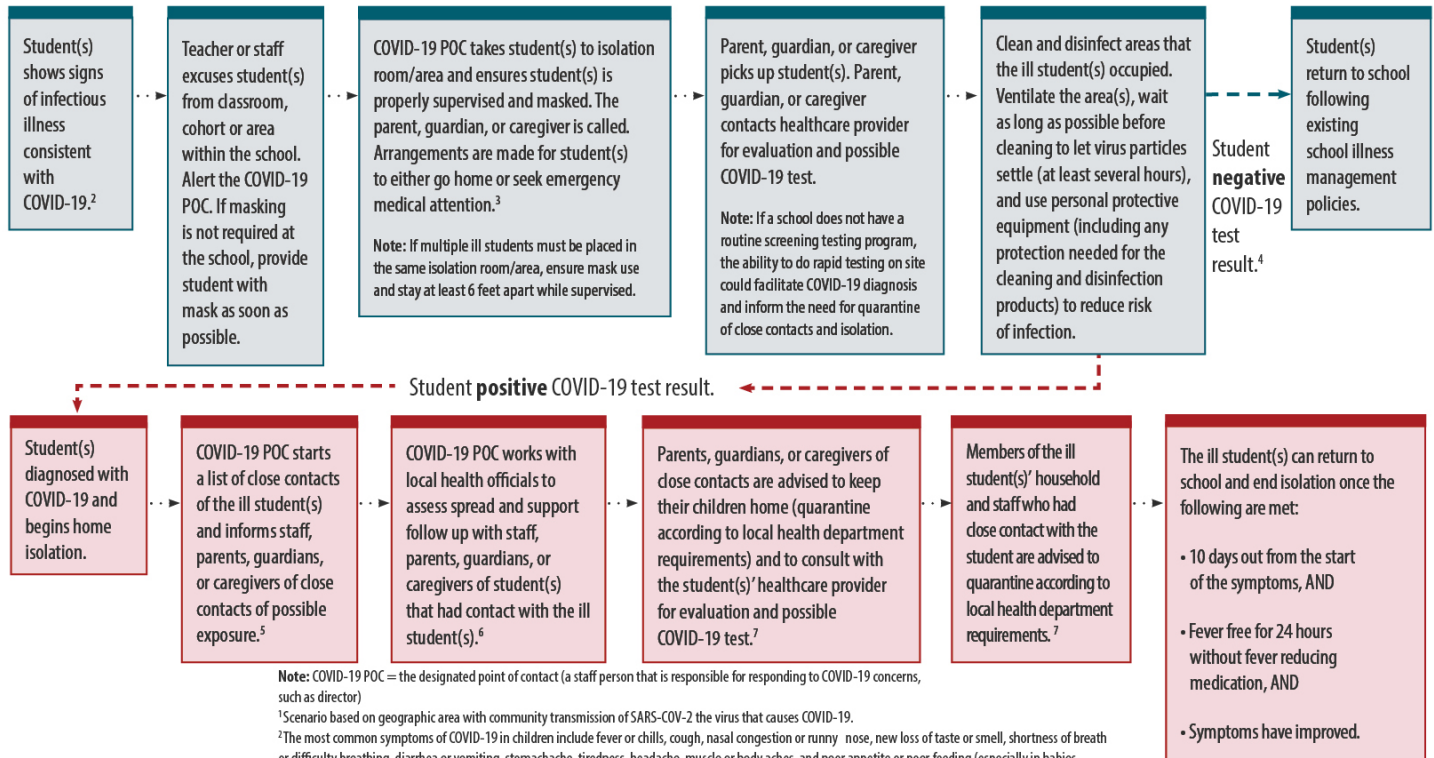 Student(s)
shows signs
of infectious
illness
consistent
with
COVID-19.2
Teacher or staff
excuses student(s)
from classroom,
cohort or area
within the school.
Alert the COVID-19
POC. If masking
is not required at
the school, provide
student with
mask as soon as
possible.
COVID-19 POC takes student(s) to isolation
room/area and ensures student(s) is
properly supervised and masked. The
parent, guardian, or caregiver is called.
Arrangements are made for student(s)
to either go home or seek emergency
medical attention.3
Note: If multiple ill students must be placed in
the same isolation room/area, ensure mask use
and stay at least 6 feet apart while supervised.
Parent, guardian, or caregiver
picks up student(s). Parent,
guardian, or caregiver
contacts healthcare provider
for evaluation and possible
COVID-19 test.
Note: If a school does not have a
routine screening testing program,
the ability to do rapid testing on site
could facilitate COVID-19 diagnosis
and inform the need for quarantine
of close contacts and isolation.
Clean and disinfect areas that
the ill student(s) occupied.
Ventilate the area(s), wait
as long as possible before
cleaning to let virus particles
settle (at least several hours),
and use personal protective
equipment (including any
protection needed for the
cleaning and disinfection
products) to reduce risk
of infection.
Student
negative
COVID-19
test
result.4
Student(s)
return to school
following
existing
school illness
management
policies.
Student positive COVID-19 test result.
Student(s)
diagnosed with
COVID-19 and
begins home
isolation.
COVID-19 POC starts
a list of close contacts
of the ill student(s)
and informs staff,
parents, guardians,
or caregivers of close
contacts of possible
exposure.5
COVID-19 POC works with
local health officials to
assess spread and support
follow up with staff,
parents, guardians, or
caregivers of student(s)
that had contact with the ill
student(s).6
Parents, guardians, or caregivers of
close contacts are advised to keep
their children home (quarantine
according to local health department
requirements) and to consult with
the student(s)' healthcare provider
for evaluation and possible
COVID-19 test.7
Members of the ill
student(s)' household
and staff who had
close contact with the
student are advised to
quarantine according to
local health department
requirements. 7
The ill student(s) can return to
school and end isolation once the
following are met:
• 10 days out from the start
of the symptoms, AND
• Fever free for 24 hours
without fever reducing
medication, AND
• Symptoms have improved.
Note: COVID-19 POC = the designated point of contact (a staff person that is responsible for responding to COVID-19 concerns,
such as director)
1Scenario based on geographic area with community transmission of SARS-COV-2 the virus that causes COVID-19.
2The most common symptoms of COVID-19 in children include fever or chills, cough, nasal congestion or runny nose, new loss of taste or smell, shortness of breath
or difficulty breathing, diarrhea or vomiting, stomachache, tiredness, headache, muscle or body aches, and poor appetite or poor feeding (especially in babies